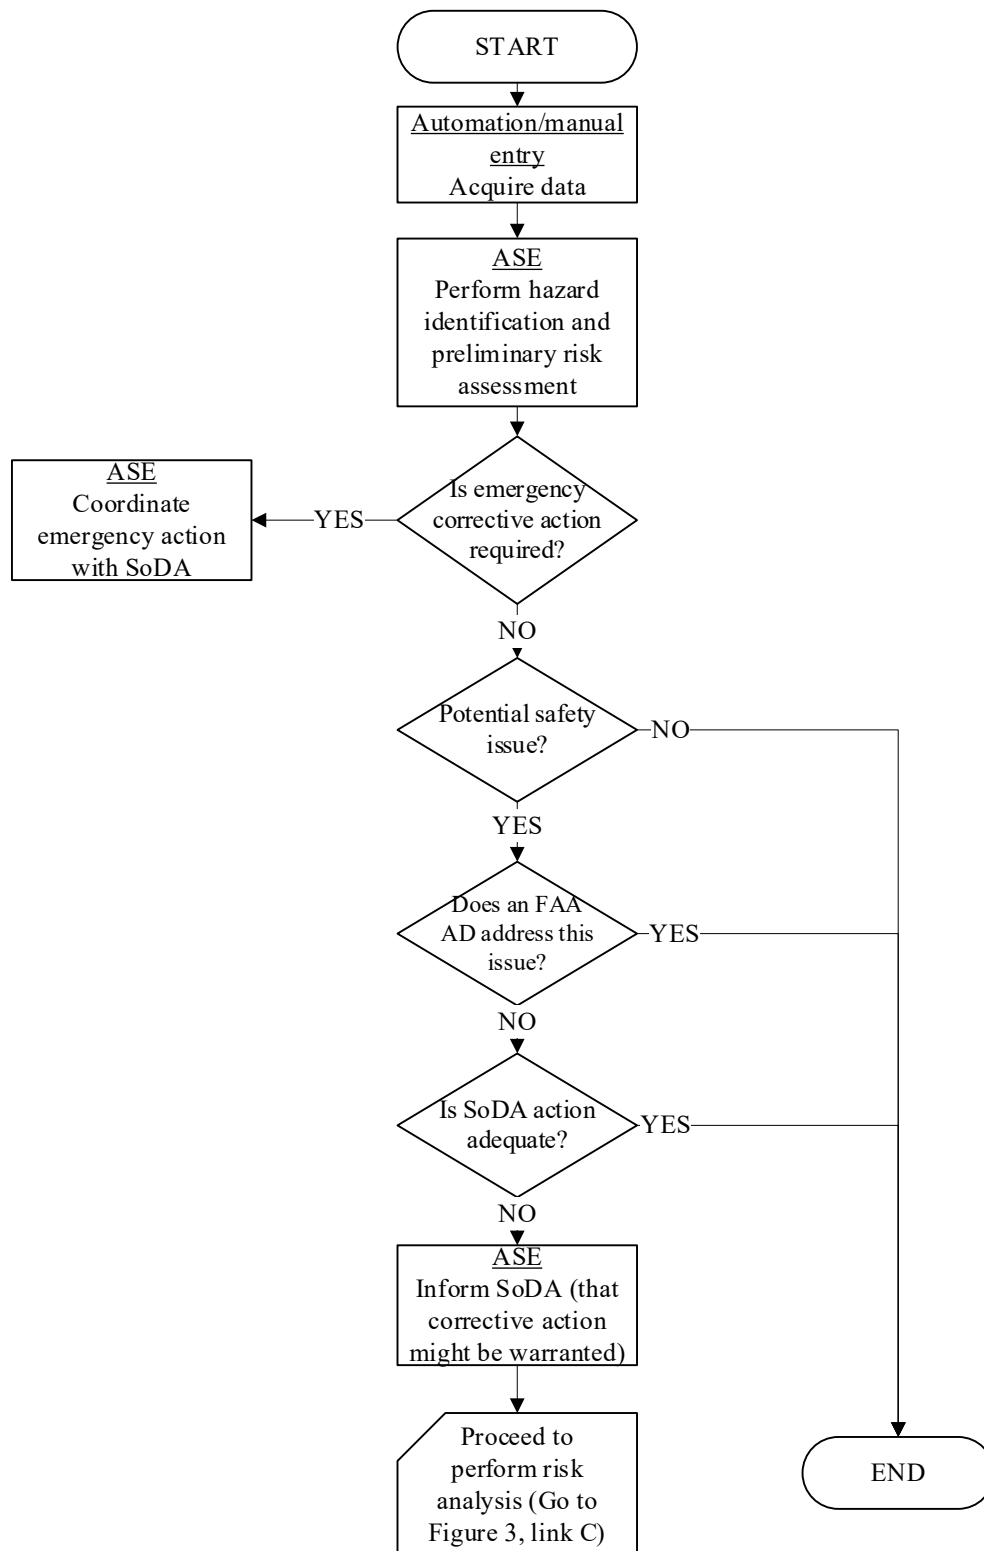 START
Automation/manual
entry
Acquire data
ASE
Perform hazard
identification and
preliminary risk
assessment
ASE
Coordinate
emergency action
with SoDA
YES
Is emergency
corrective action
required?
NO
Potential safety
issue?
NO
YES
Does an FAA
AD address this
issue?
YES
NO
Is SoDA action
adequate?
YES
NO
ASE
Inform SoDA (that
corrective action
might be warranted)
Proceed to
perform risk
analysis (Go to
Figure 3, link C)
END